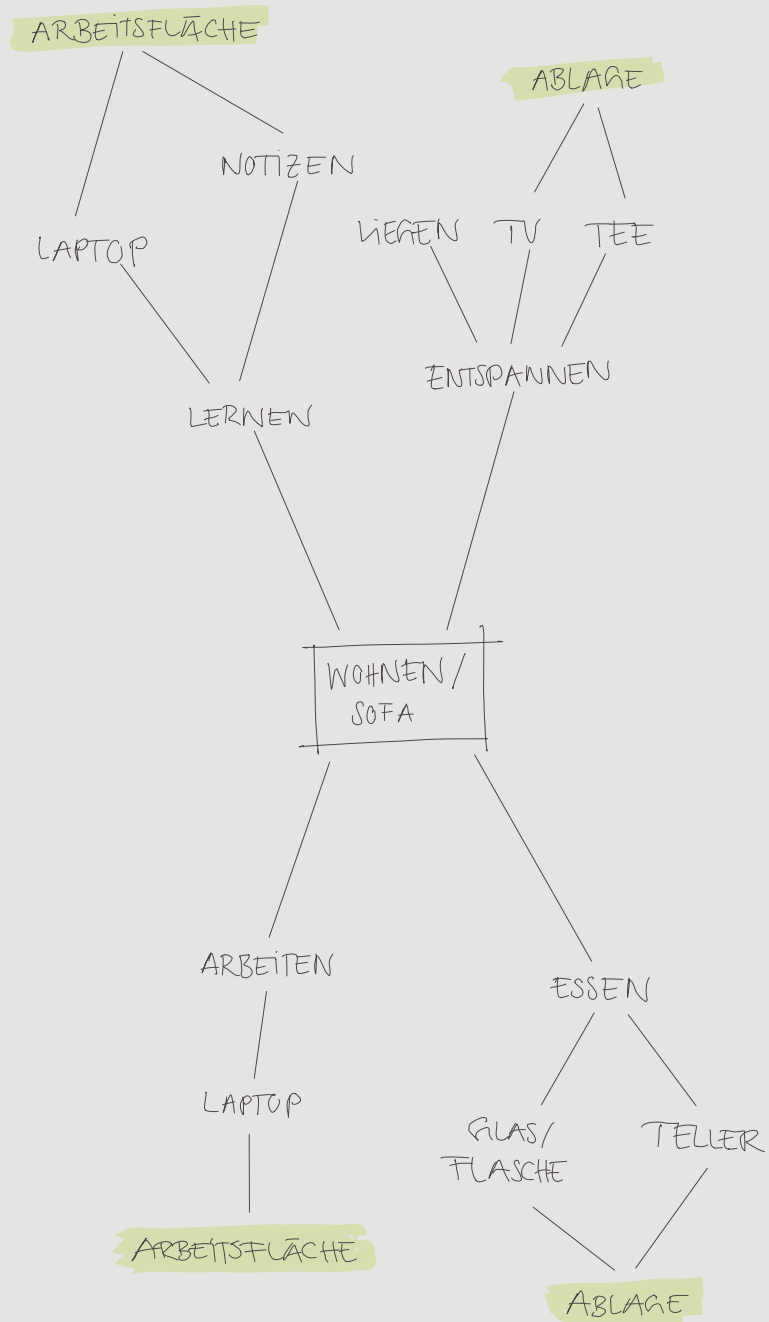 ARBEITSFLÄCHE
ABLAGE
NOTIZEN
LIEGEN TV TEE
LAPTOP
ENTSPANNEN
LERNEN
WOHNEN/
SOFA
ARBEITEN
ESSEN
LAPTOP
GLAS/
FLASCHE
TELLER
ARBEITSFLÄCHE
ABLAGE